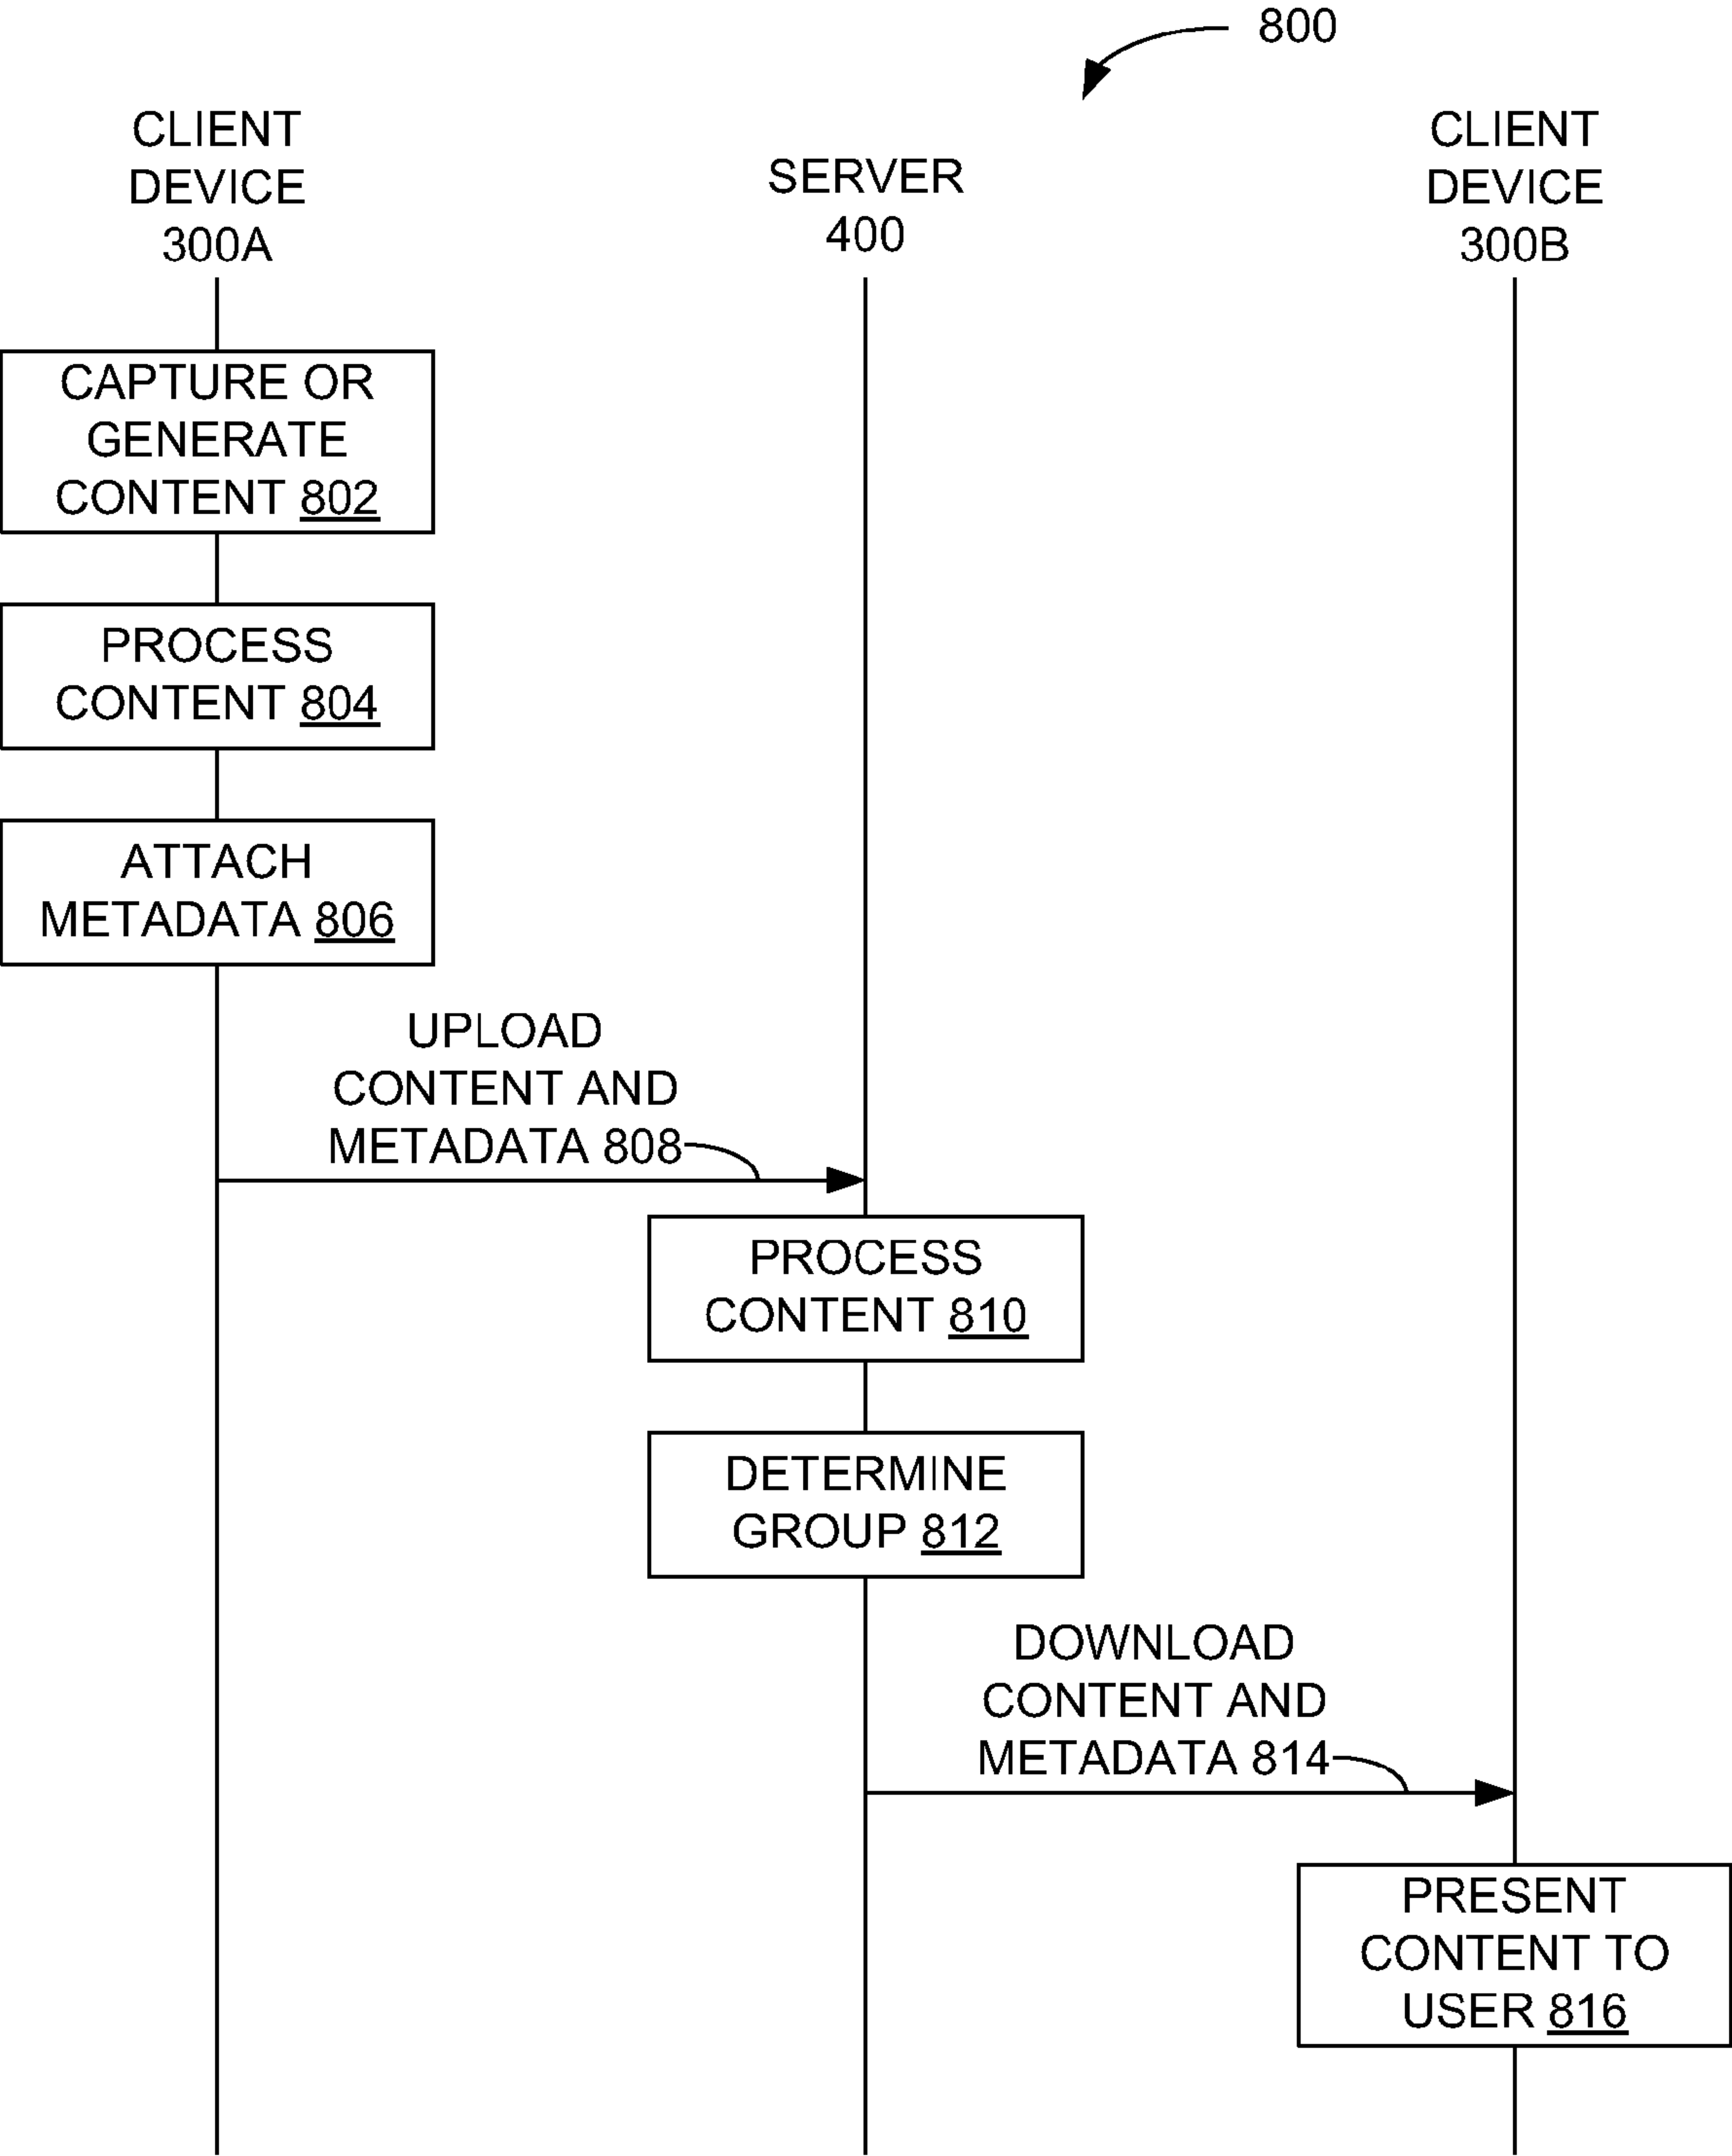 800
CLIENT
DEVICE
300A
SERVER
400
CLIENT
DEVICE
300B
CAPTURE OR
GENERATE
CONTENT 802
PROCESS
CONTENT 804
ATTACH
METADATA 806
UPLOAD
CONTENT AND
METADATA 808
PROCESS
CONTENT 810
DETERMINE
GROUP 812
DOWNLOAD
CONTENT AND
METADATA 814
PRESENT
CONTENT TO
USER 816